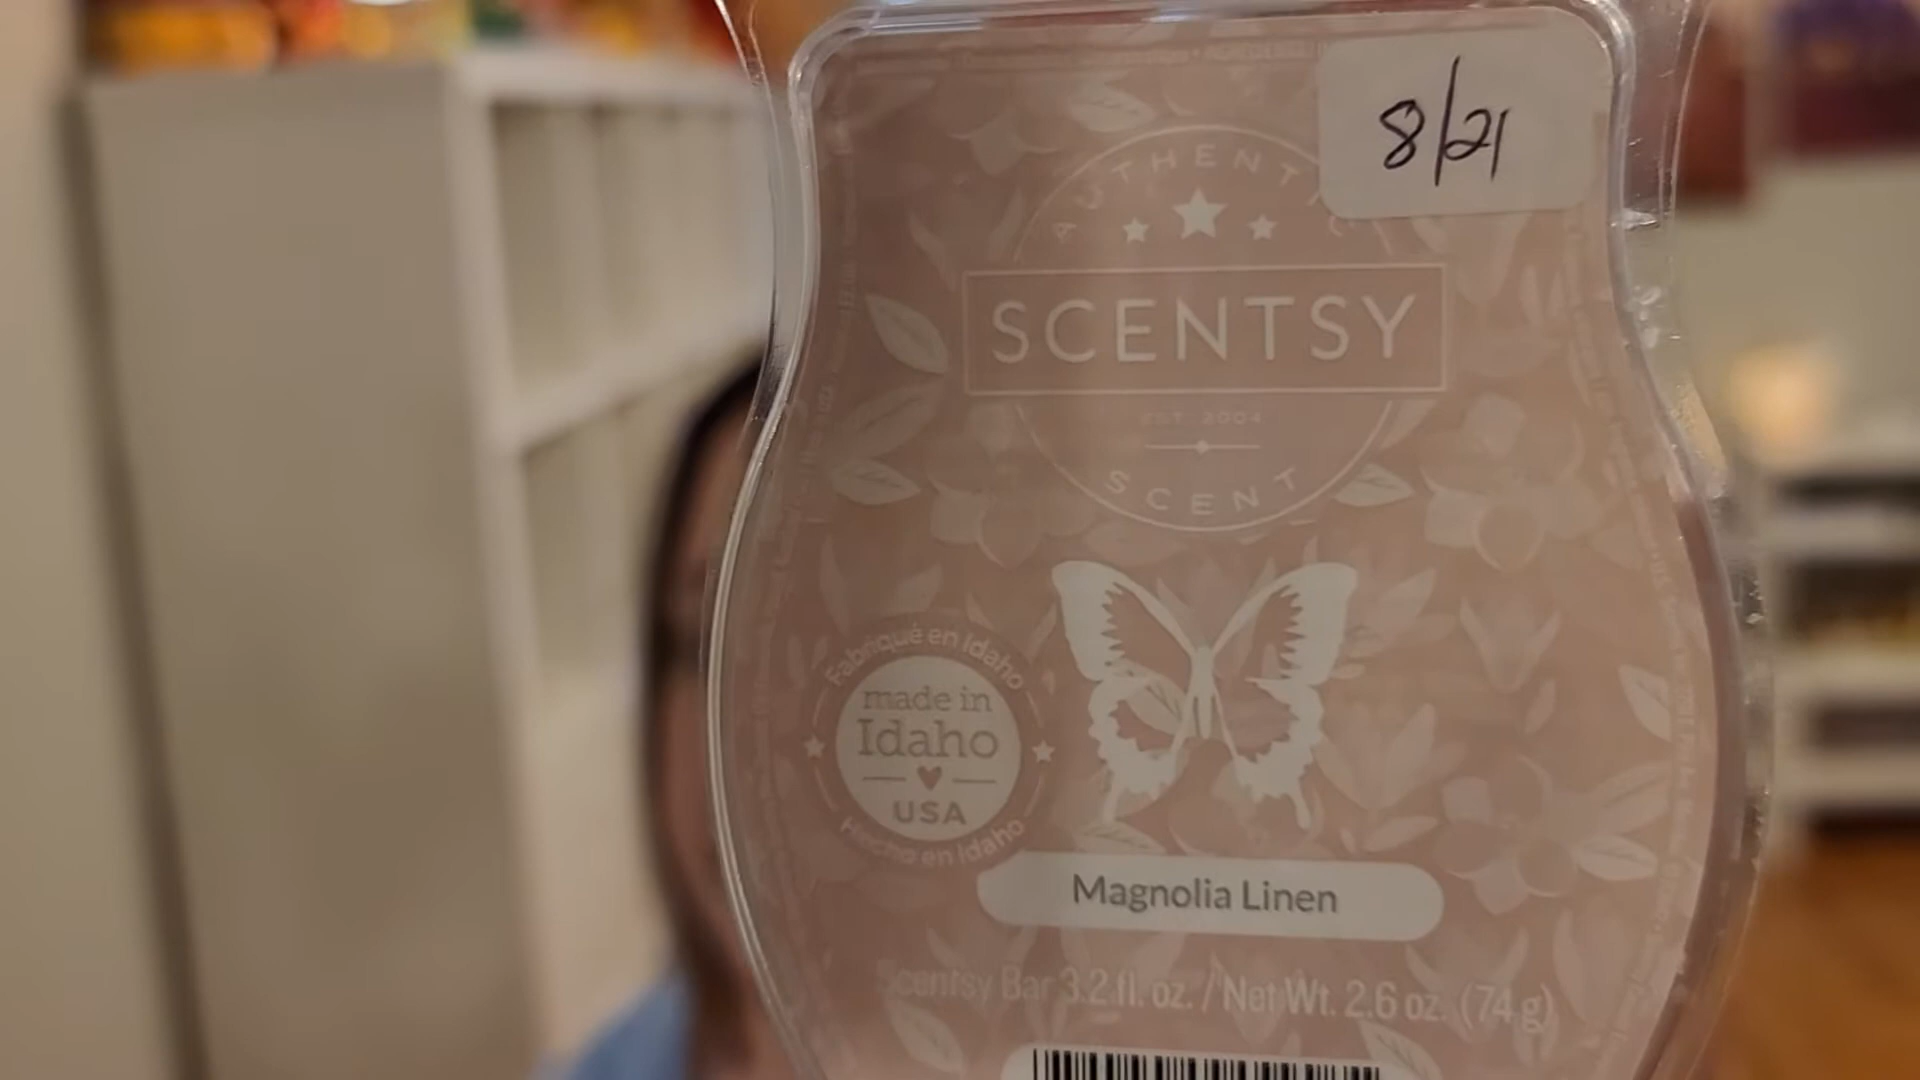 8/21
AUTHENTIC
SCENTSY
EST. 2004
SCENT
Fabriqué en Idaho
made in
Idaho
USA
Hecho en Idaho
Magnolia Linen
Scentsy Bar 3.2 fl. oz. / Net Wt. 2.6 oz. (74 g)